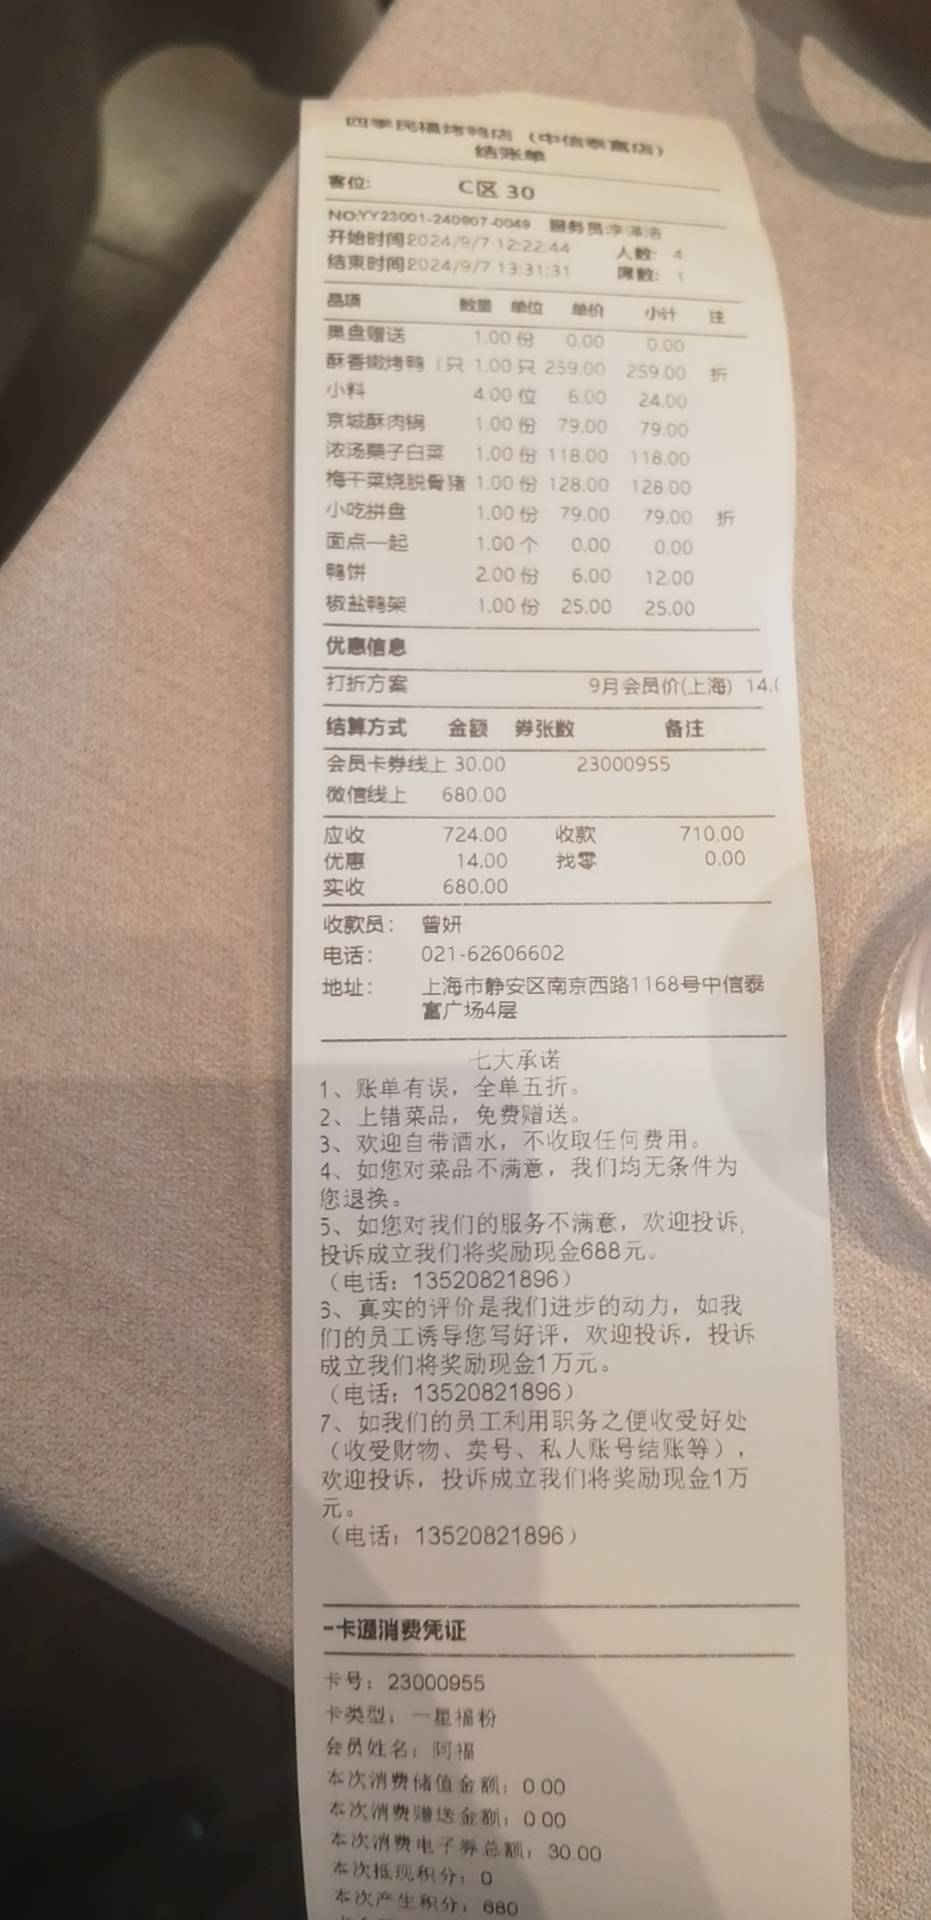 四季民福烤鸭店（中信泰富店）
结账单
客位: C区 30
NO:YY23001-240907-0049 服务员:李泽浩
开始时间2024/9/7 12:22:44 人数: 4
结束时间2024/9/7 13:31:31 席数: 1
品项 数量 单位 单价 小计 注
果盘赠送 1.00 份 0.00 0.00
酥香嫩烤鸭（只 1.00 只 259.00 259.00 折
小料 4.00 位 6.00 24.00
京城酥肉锅 1.00 份 79.00 79.00
浓汤栗子白菜 1.00 份 118.00 118.00
梅干菜烧脱骨猪 1.00 份 128.00 128.00
小吃拼盘 1.00 份 79.00 79.00 折
面点一起 1.00 个 0.00 0.00
鸭饼 2.00 份 6.00 12.00
椒盐鸭架 1.00 份 25.00 25.00
优惠信息
打折方案 9月会员价(上海) 14.(
结算方式 金额 券张数 备注
会员卡券线上 30.00 23000955
微信线上 680.00
应收 724.00 收款 710.00
优惠 14.00 找零 0.00
实收 680.00
收款员: 曾妍
电话: 021-62606602
地址: 上海市静安区南京西路1168号中信泰
富广场4层
七大承诺
1、账单有误，全单五折。
2、上错菜品，免费赠送。
3、欢迎自带酒水，不收取任何费用。
4、如您对菜品不满意，我们均无条件为
您退换。
5、如您对我们的服务不满意，欢迎投诉,
投诉成立我们将奖励现金688元。
（电话: 13520821896）
6、真实的评价是我们进步的动力，如我
们的员工诱导您写好评，欢迎投诉，投诉
成立我们将奖励现金1万元。
（电话: 13520821896）
7、如我们的员工利用职务之便收受好处
（收受财物、卖号、私人账号结账等），
欢迎投诉，投诉成立我们将奖励现金1万
元。
（电话: 13520821896）
一卡通消费凭证
卡号: 23000955
卡类型: 一星福粉
会员姓名: 阿福
本次消费储值金额: 0.00
本次消费赠送金额: 0.00
本次消费电子券总额: 30.00
本次抵现积分: 0
本次产生积分: 680